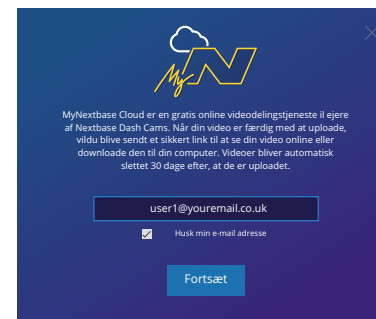 My N
MyNextbase Cloud er en gratis online videodelingstjeneste il ejere
af Nextbase Dash Cams. Når din video er færdig med at uploade,
vildu blive sendt et sikkert link til at se din video online eller
downloade den til din computer. Videoer bliver automatisk
slettet 30 dage efter, at de er uploadet.
user1@youremail.co.uk
Husk min e-mail adresse
Fortsæt